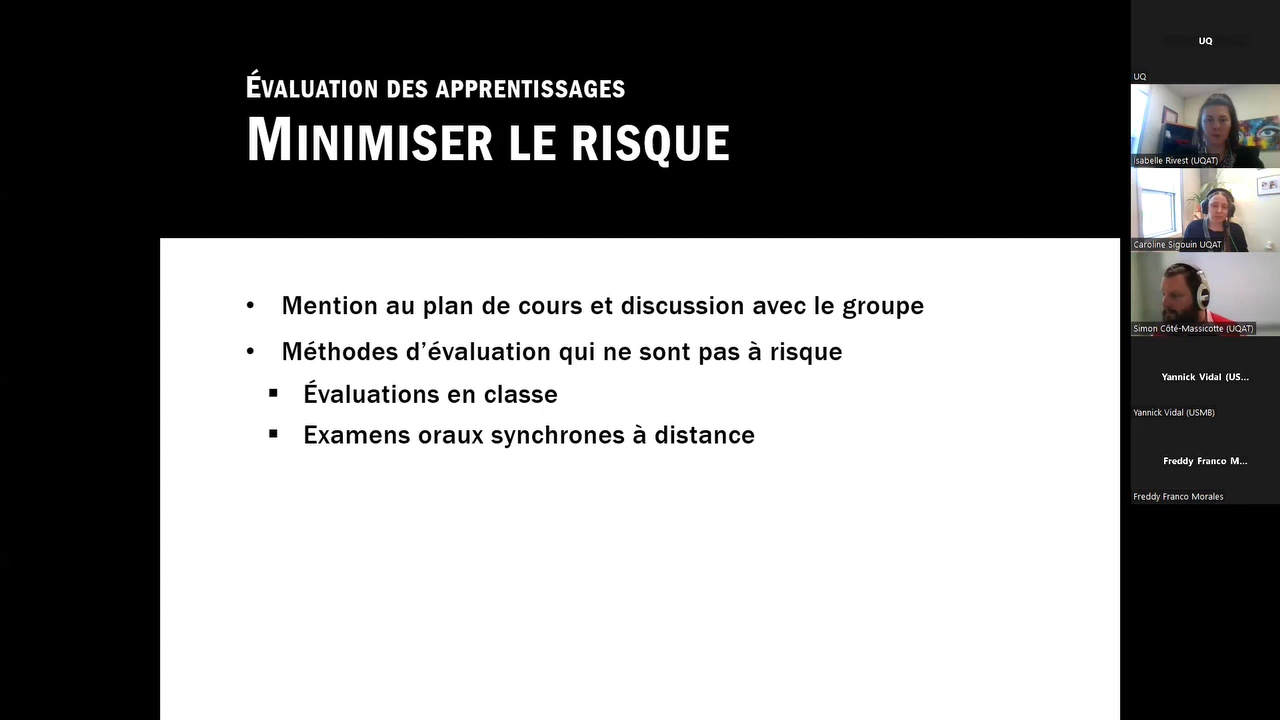 ÉVALUATION DES APPRENTISSAGES
MINIMISER LE RISQUE
• Mention au plan de cours et discussion avec le groupe
• Méthodes d’évaluation qui ne sont pas à risque
▪ Évaluations en classe
▪ Examens oraux synchrones à distance
UQ
UQ
Isabelle Rivest (UQAT)
Caroline Sigouin UQAT
Simon Côté-Massicotte (UQAT)
Yannick Vidal (US...
Yannick Vidal (USMB)
Freddy Franco M...
Freddy Franco Morales